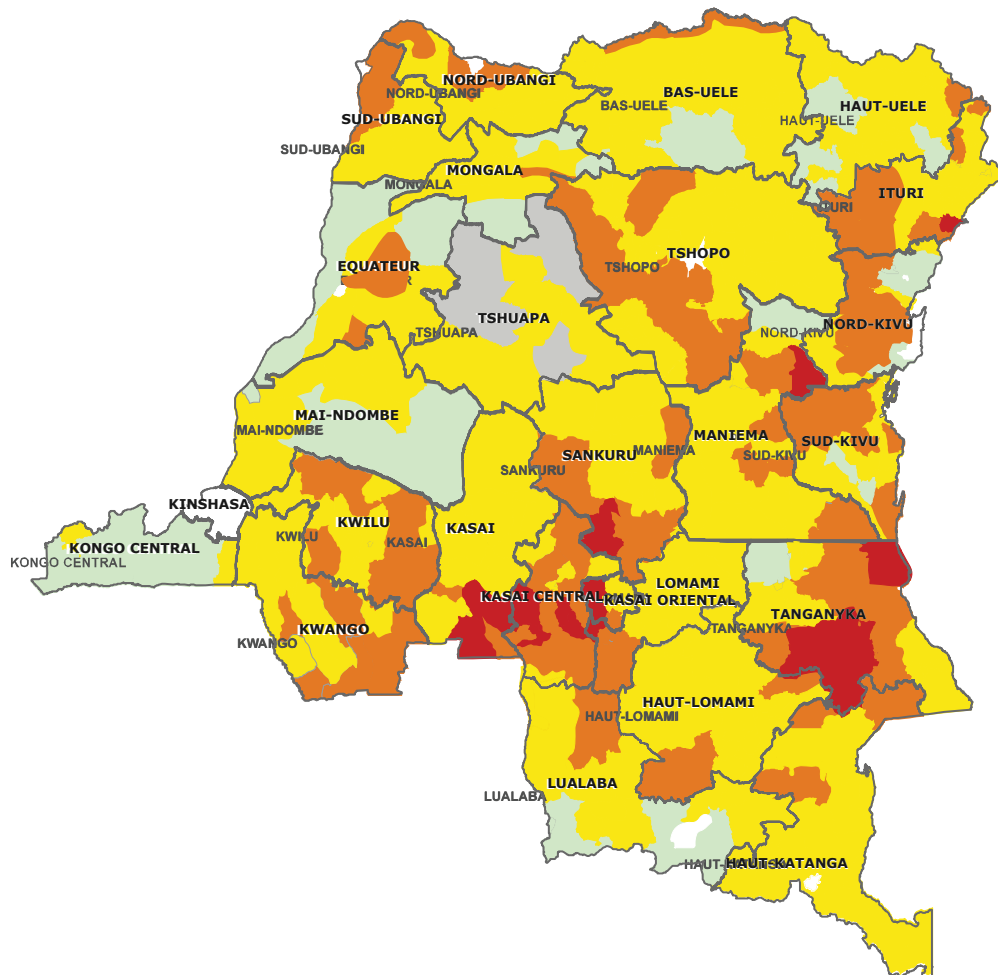 NORD-UBANGI
NORD-UBANGI
BAS-UELE
BAS-UELE
HAUT-UELE
HAUT-UELE
SUD-UBANGI
SUD-UBANGI
MONGALA
MONGALA
ITURI
ITURI
EQUATEUR
TSHOPO
TSHOPO
TSHUAPA
TSHUAPA
NORD-KIVU
NORD-KIVU
MAI-NDOMBE
MAI-NDOMBE
MANIEMA
MANIEMA
SUD-KIVU
SUD-KIVU
SANKURU
SANKURU
KINSHASA
KWILU
KWILU
KASAI
KASAI
KONGO CENTRAL
KONGO CENTRAL
LOMAMI
KASAI CENTRAL
KASAI ORIENTAL
TANGANYKA
TANGANYKA
KWANGO
KWANGO
HAUT-LOMAMI
HAUT-LOMAMI
LUALABA
LUALABA
HAUT-KATANGA